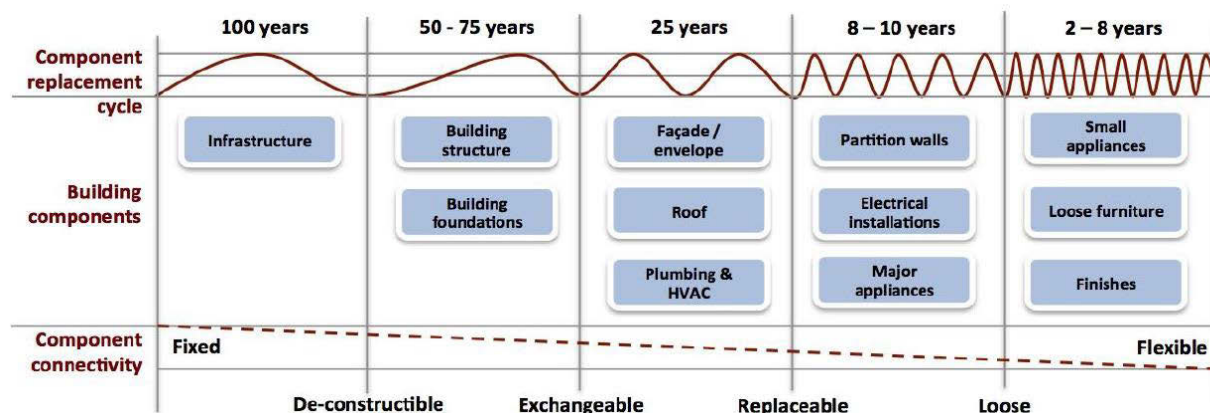 100 years
50 - 75 years
25 years
8 – 10 years
2 – 8 years
Component
replacement
cycle
Infrastructure
Building
structure
Façade /
envelope
Partition walls
Small
appliances
Building
components
Building
foundations
Roof
Electrical
installations
Loose furniture
Plumbing &
HVAC
Major
appliances
Finishes
Component
connectivity
Fixed
Flexible
De-constructible
Exchangeable
Replaceable
Loose